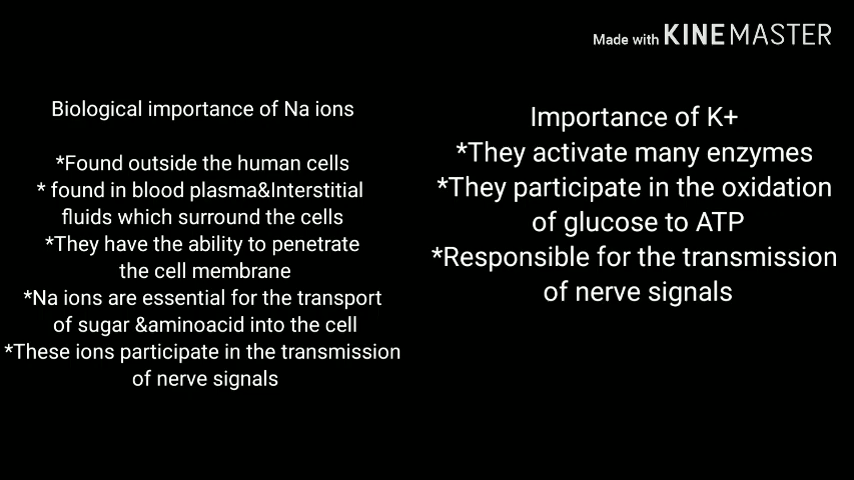 Made with KINEMASTER
Biological importance of Na ions
*Found outside the human cells
* found in blood plasma&Interstitial
fluids which surround the cells
*They have the ability to penetrate
the cell membrane
*Na ions are essential for the transport
of sugar &aminoacid into the cell
*These ions participate in the transmission
of nerve signals
Importance of K+
*They activate many enzymes
*They participate in the oxidation
of glucose to ATP
*Responsible for the transmission
of nerve signals